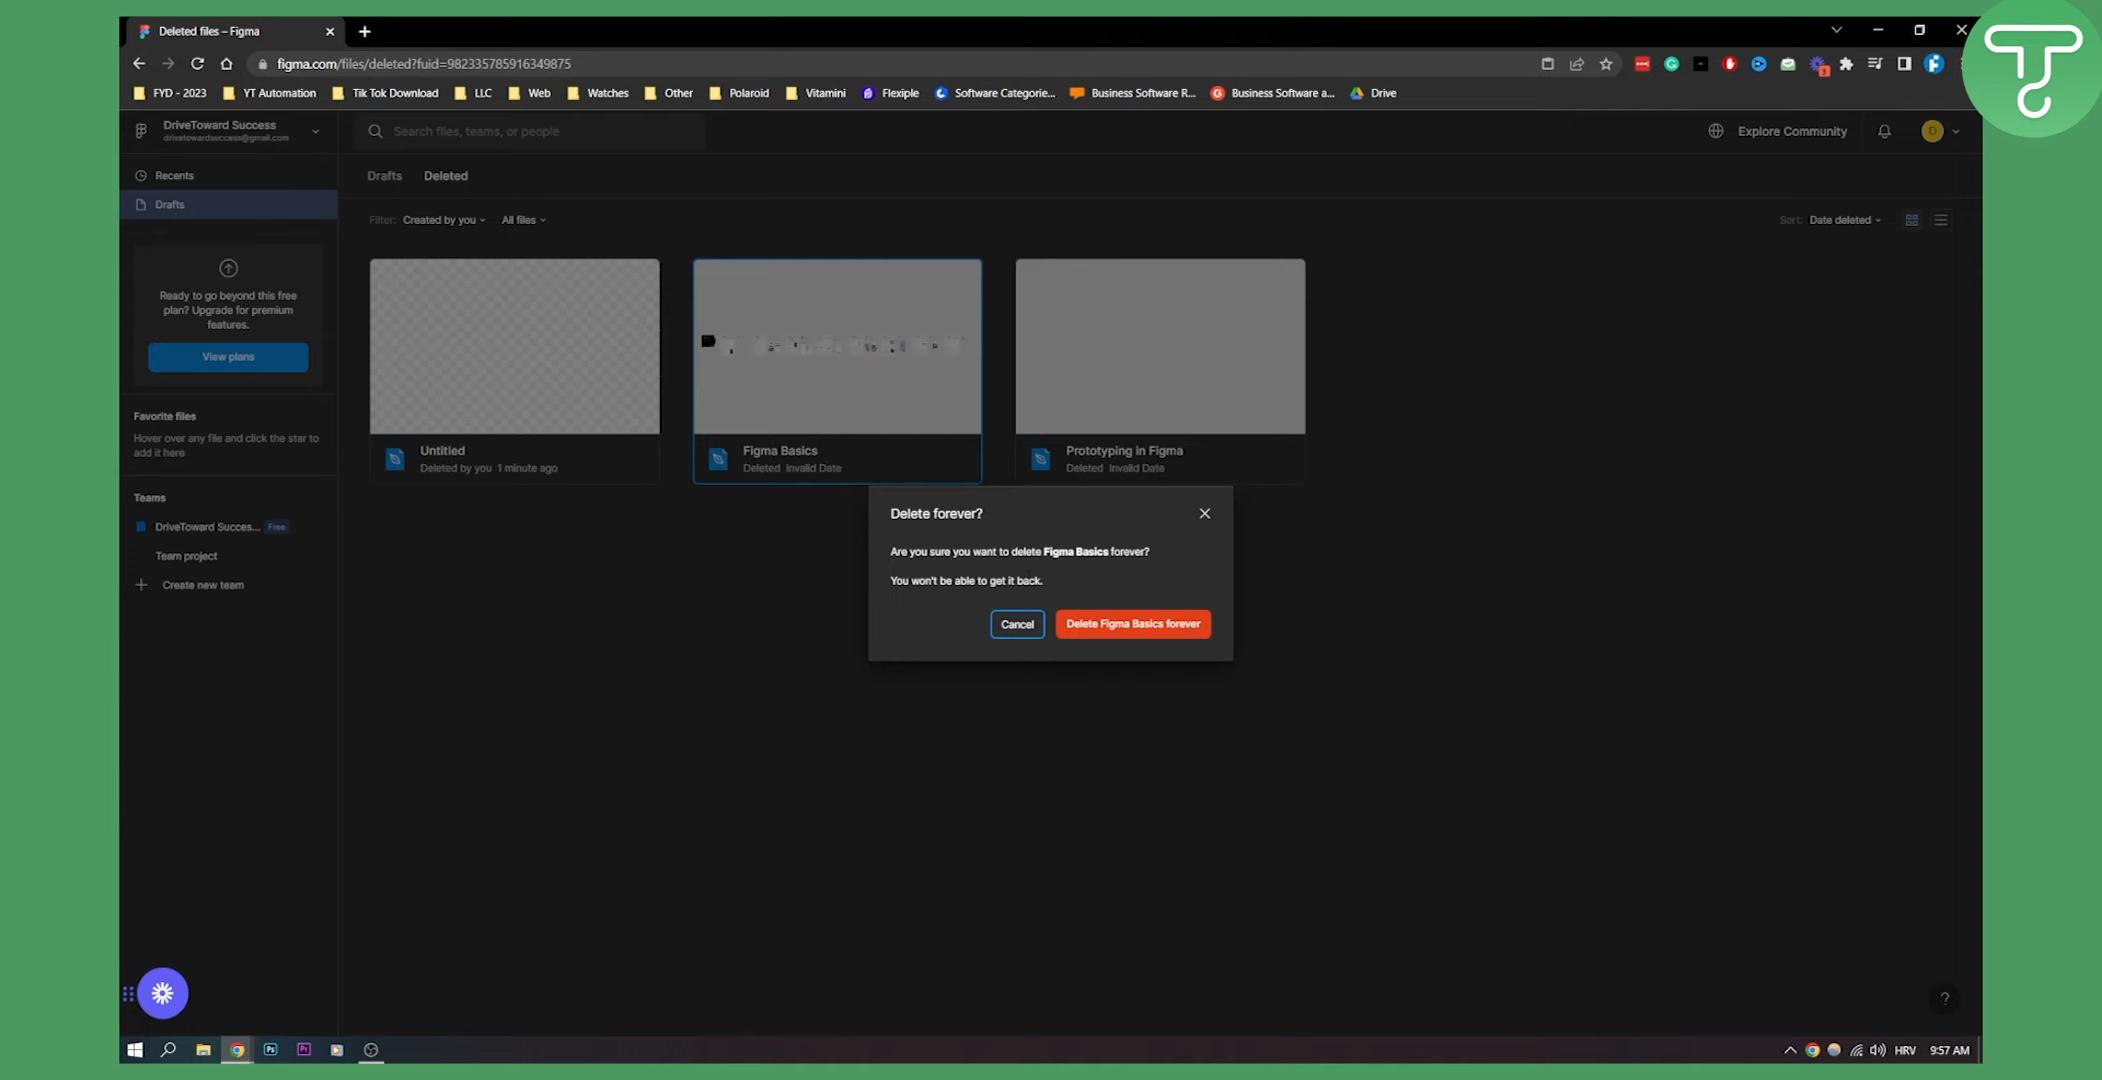 Deleted files – Figma
figma.com/files/deleted?fuid=982335785916349875
FYD - 2023 YT Automation Tik Tok Download LLC Web Watches Other Polaroid Vitamini Flexiple Software Categorie... Business Software R... Business Software a... Drive
DriveToward Success
drivetowardsuccess@gmail.com
Search files, teams, or people
Explore Community
D
Recents
Drafts
Drafts Deleted
Filter: Created by you All files
Sort: Date deleted
Ready to go beyond this free
plan? Upgrade for premium
features.
View plans
Favorite files
Hover over any file and click the star to
add it here
Teams
DriveToward Succes... Free
Team project
Create new team
Untitled
Deleted by you 1 minute ago
Figma Basics
Deleted Invalid Date
Prototyping in Figma
Deleted Invalid Date
Delete forever?
Are you sure you want to delete Figma Basics forever?
You won't be able to get it back.
Cancel Delete Figma Basics forever
?
Ps Pr
HRV 9:57 AM